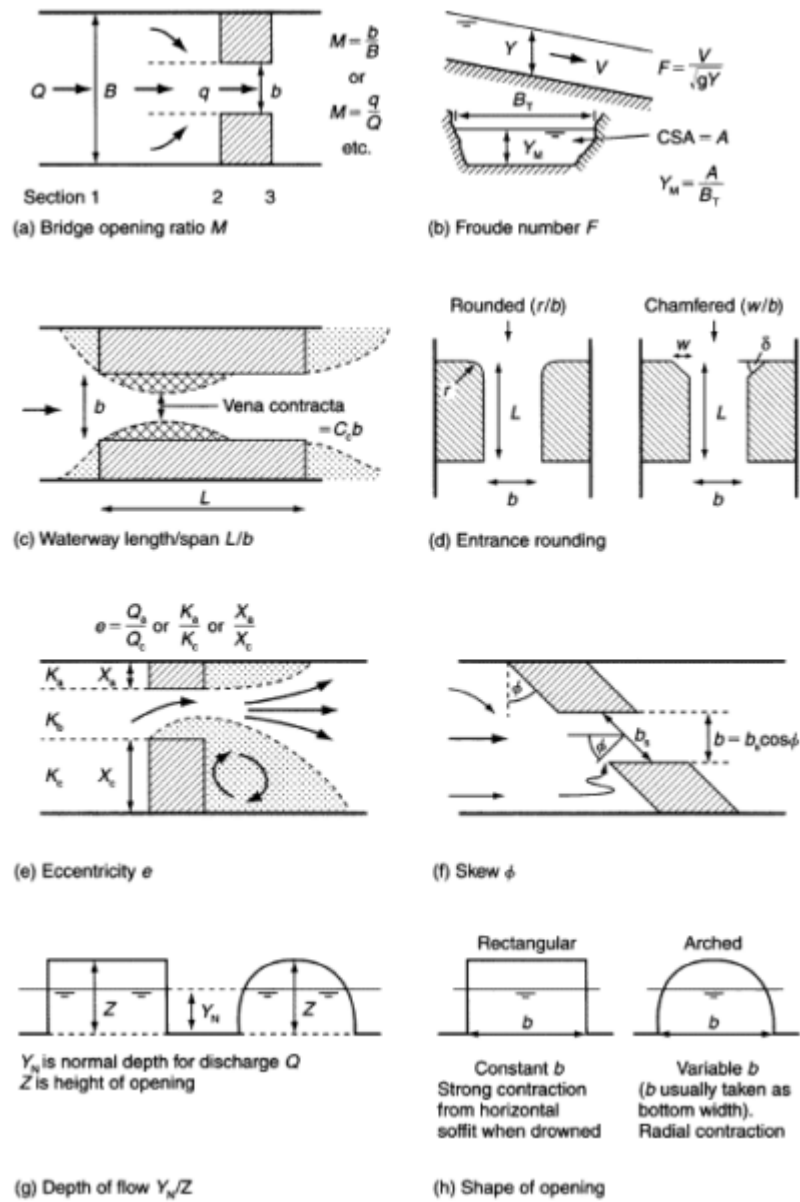 Q B q b
M = b/B
or
M = q/Q
etc.
Section 1 2 3
(a) Bridge opening ratio M
Y V
F = V/√gY
B_T
Y_M
CSA = A
Y_M = A/B_T
(b) Froude number F
b
Vena contracta
= C_c b
L
(c) Waterway length/span L/b
Rounded (r/b) Chamfered (w/b)
w δ
r L L
b b
(d) Entrance rounding
e = Q_a/Q_c or K_a/K_c or X_a/X_c
K_a X_a
K_b
K_c X_c
(e) Eccentricity e
ϕ
b_s
ϕ
b = b_s cosϕ
(f) Skew ϕ
Z Y_N Z
Y_N is normal depth for discharge Q
Z is height of opening
(g) Depth of flow Y_N/Z
Rectangular Arched
b b
Constant b Variable b
Strong contraction (b usually taken as
from horizontal bottom width).
soffit when drowned Radial contraction
(h) Shape of opening